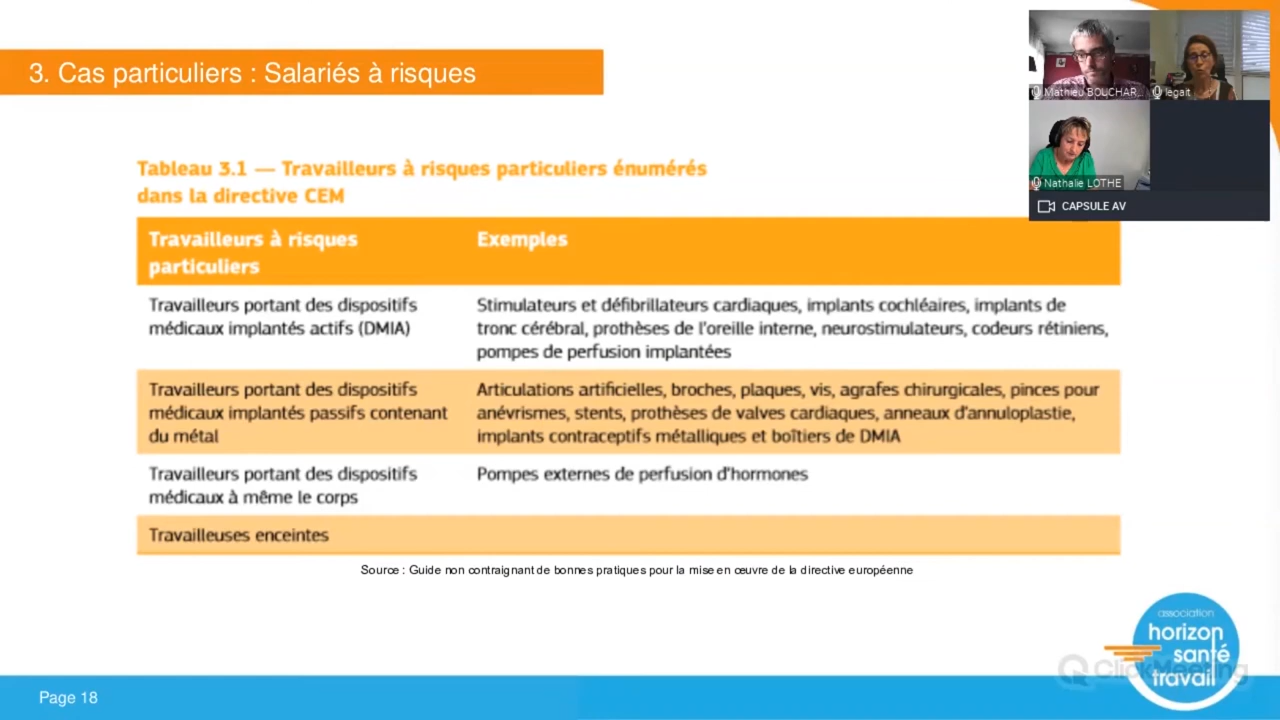 3. Cas particuliers : Salariés à risques
Mathieu BOUCHAR...
legait
Nathalie LOTHE
CAPSULE AV
Tableau 3.1 — Travailleurs à risques particuliers énumérés
dans la directive CEM
Travailleurs à risques
particuliers
Exemples
Travailleurs portant des dispositifs
médicaux implantés actifs (DMIA)
Stimulateurs et défibrillateurs cardiaques, implants cochléaires, implants de
tronc cérébral, prothèses de l'oreille interne, neurostimulateurs, codeurs rétiniens,
pompes de perfusion implantées
Travailleurs portant des dispositifs
médicaux implantés passifs contenant
du métal
Articulations artificielles, broches, plaques, vis, agrafes chirurgicales, pinces pour
anévrismes, stents, prothèses de valves cardiaques, anneaux d'annuloplastie,
implants contraceptifs métalliques et boîtiers de DMIA
Travailleurs portant des dispositifs
médicaux à même le corps
Pompes externes de perfusion d'hormones
Travailleuses enceintes
Source : Guide non contraignant de bonnes pratiques pour la mise en œuvre de la directive européenne
association
horizon
santé
travail
ClickMeeting
Page 18